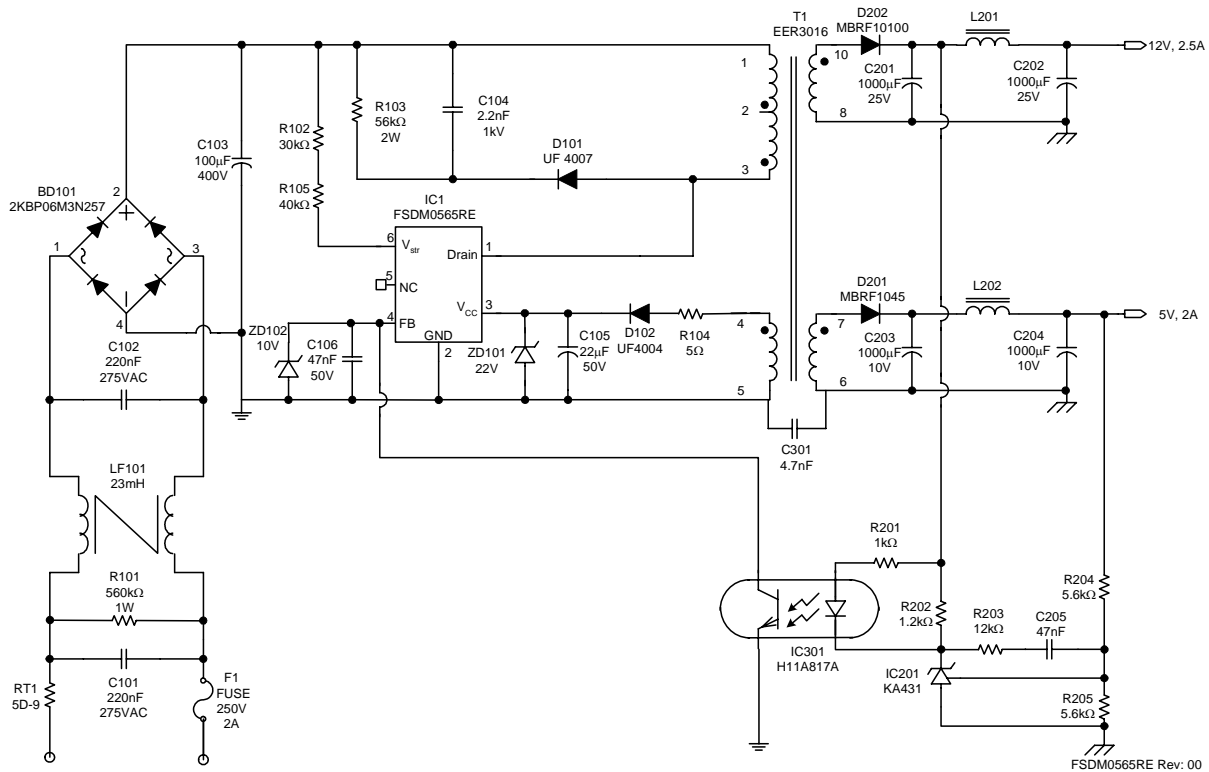 T1
EER3016
D202
MBRF10100
L201
1
2
3
10
8
12V, 2.5A
C201
1000μF
25V
C202
1000μF
25V
C103
100μF
400V
R102
30kΩ
R105
40kΩ
R103
56kΩ
2W
C104
2.2nF
1kV
D101
UF 4007
BD101
2KBP06M3N257
2
1
3
4
IC1
FSDM0565RE
6
Vstr
Drain
1
5
NC
VCC
3
4
FB
GND
2
ZD102
10V
C106
47nF
50V
ZD101
22V
C105
22μF
50V
D102
UF4004
R104
5Ω
4
5
7
6
D201
MBRF1045
L202
5V, 2A
C203
1000μF
10V
C204
1000μF
10V
C301
4.7nF
C102
220nF
275VAC
LF101
23mH
R101
560kΩ
1W
C101
220nF
275VAC
RT1
5D-9
F1
FUSE
250V
2A
R201
1kΩ
R202
1.2kΩ
R203
12kΩ
C205
47nF
R204
5.6kΩ
IC301
H11A817A
IC201
KA431
R205
5.6kΩ
FSDM0565RE Rev: 00